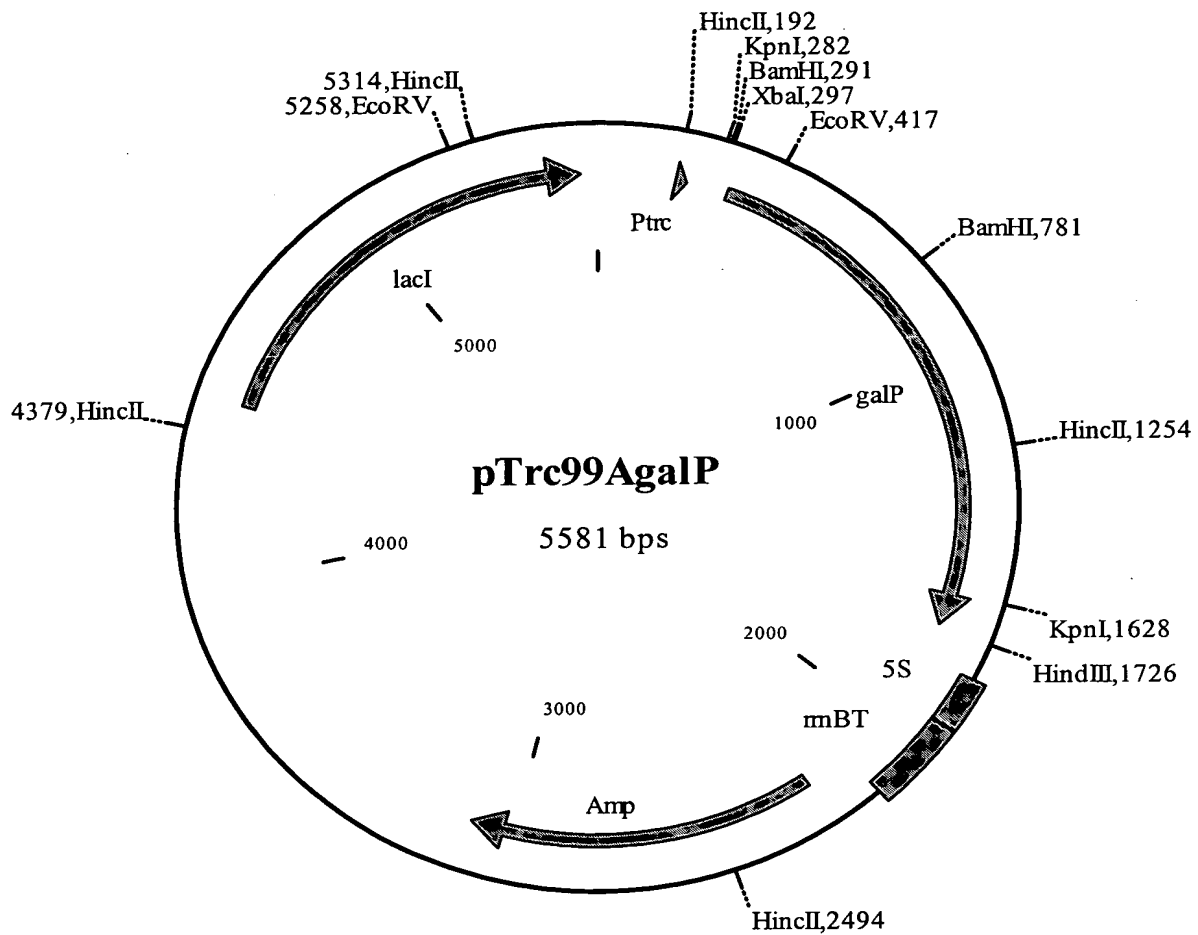 HincII,192
KpnI,282
BamHI,291
XbaI,297
EcoRV,417
5314,HincII
5258,EcoRV
Ptrc
BamHI,781
lacI
5000
galP
1000
4379,HincII
HincII,1254
pTrc99AgalP
5581 bps
4000
KpnI,1628
2000
5S
HindIII,1726
3000
rrnBT
Amp
HincII,2494